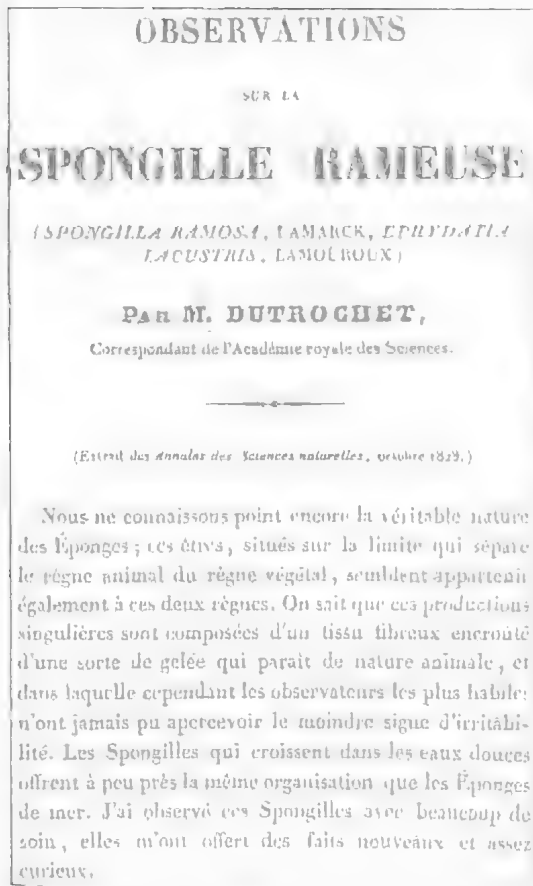 OBSERVATIONS
SUR LA
SPONGILLE RAMEUSE
(SPONGILLA RAMOSA, LAMARCK, EPHYDATIA
LACUSTRIS, LAMOUROUX)
PAR M. DUTROCHET,
Correspondant de l'Académie royale des Sciences.
(Extrait des Annales des Sciences naturelles, octobre 1828.)
Nous ne connaissons point encore la véritable nature
des Éponges; ces êtres, situés sur la limite qui sépare
le règne animal du règne végétal, semblent appartenir
également à ces deux règnes. On sait que ces productions
singulières sont composées d'un tissu fibreux encroûté
d'une sorte de gelée qui paraît de nature animale, et
dans laquelle cependant les observateurs les plus habiles
n'ont jamais pu apercevoir le moindre signe d'irritabi-
lité. Les Spongilles qui croissent dans les eaux douces
offrent à peu près la même organisation que les Éponges
de mer. J'ai observé ces Spongilles avec beaucoup de
soin, elles m'ont offert des faits nouveaux et assez
curieux.